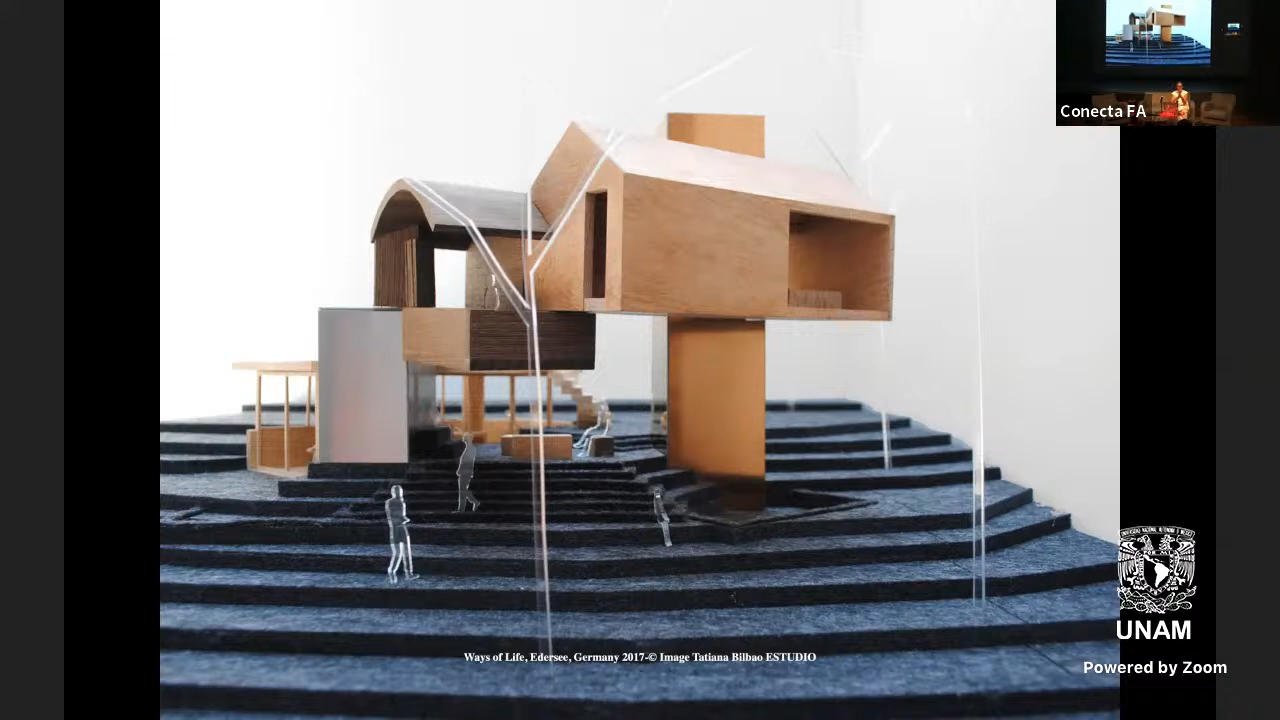 Conecta FA
UNAM
Powered by Zoom
Ways of Life, Edersee, Germany 2017-© Image Tatiana Bilbao ESTUDIO